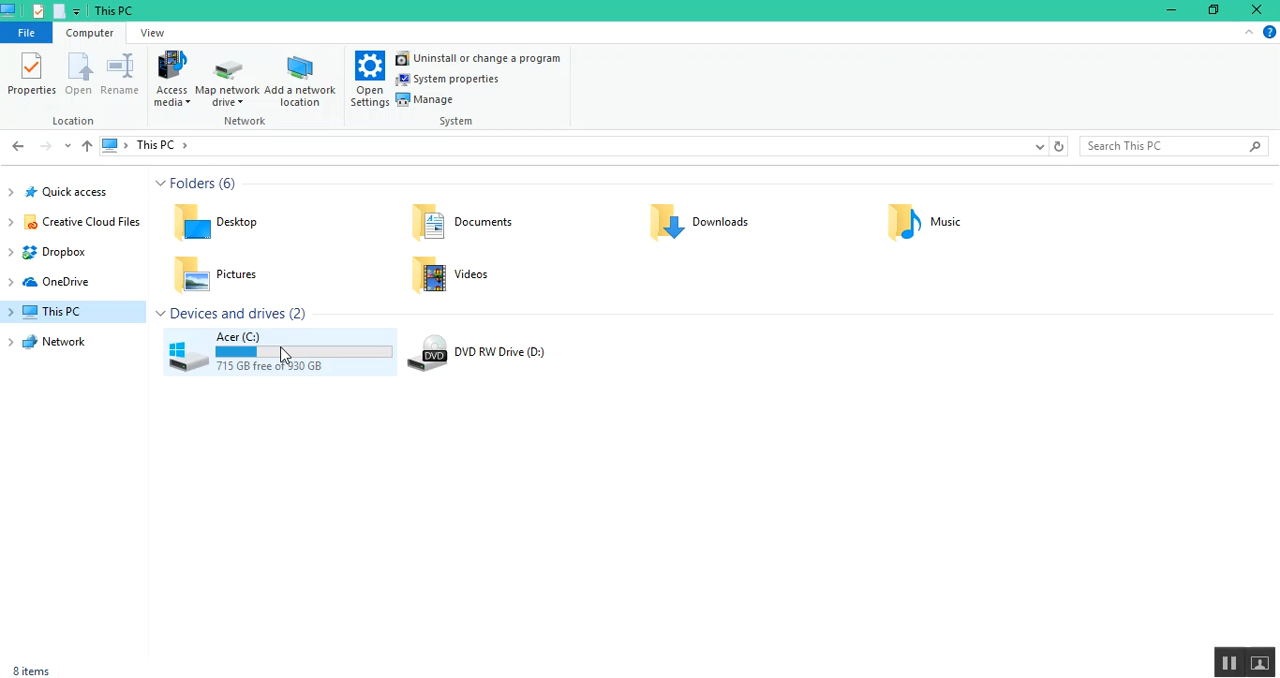 This PC
File
Computer
View
Properties
Open
Rename
Access media
Map network drive
Add a network location
Open Settings
Uninstall or change a program
System properties
Manage
Location
Network
System
This PC
Search This PC
Quick access
Creative Cloud Files
Dropbox
OneDrive
This PC
Network
Folders (6)
Desktop
Documents
Downloads
Music
Pictures
Videos
Devices and drives (2)
Acer (C:)
715 GB free of 930 GB
DVD
DVD RW Drive (D:)
8 items